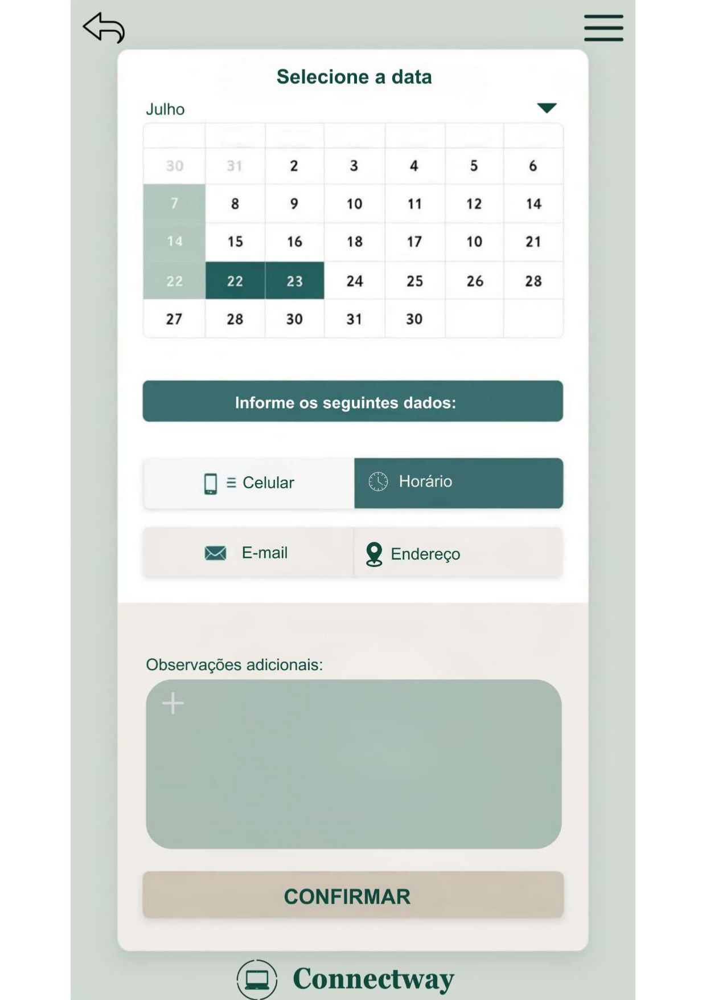 Selecione a data
Julho
30 31 2 3 4 5 6
7 8 9 10 11 12 14
14 15 16 18 17 10 21
22 22 23 24 25 26 28
27 28 30 31 30
Informe os seguintes dados:
Celular Horário
E-mail Endereço
Observações adicionais:
CONFIRMAR
Connectway